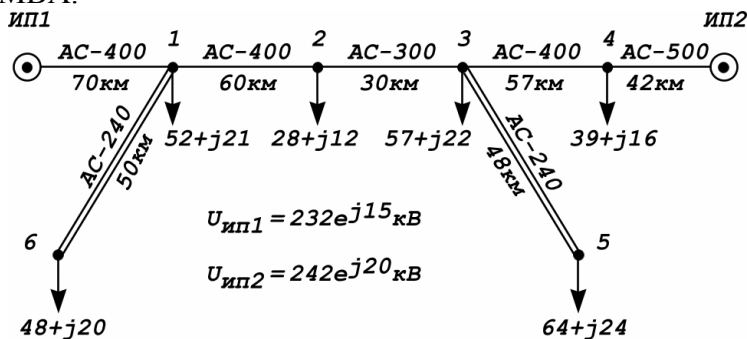 МВА.
ИП1 ИП2
АС-400 1 АС-400 2 АС-300 3 АС-400 4 АС-500
70км 60км 30км 57км 42км
52+j21 28+j12 57+j22 39+j16
АС-240
50км
АС-240
48км
U_ИП1 = 232e^j15 кВ
U_ИП2 = 242e^j20 кВ
6 5
48+j20 64+j24